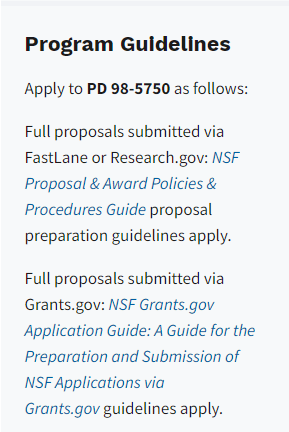 Program Guidelines
Apply to PD 98-5750 as follows:
Full proposals submitted via
FastLane or Research.gov: NSF
Proposal & Award Policies &
Procedures Guide proposal
preparation guidelines apply.
Full proposals submitted via
Grants.gov: NSF Grants.gov
Application Guide: A Guide for the
Preparation and Submission of
NSF Applications via
Grants.gov guidelines apply.